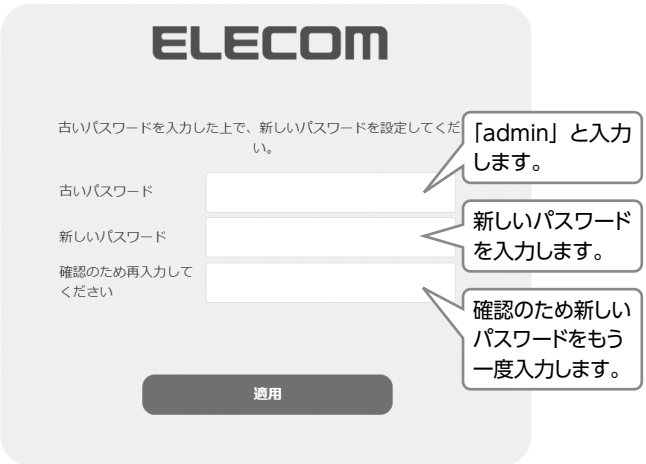 ELECOM
古いパスワードを入力した上で、新しいパスワードを設定してくだ
い。
「admin」と入力
します。
古いパスワード
新しいパスワード
新しいパスワード
を入力します。
確認のため再入力して
ください
確認のため新しい
パスワードをもう
一度入力します。
適用